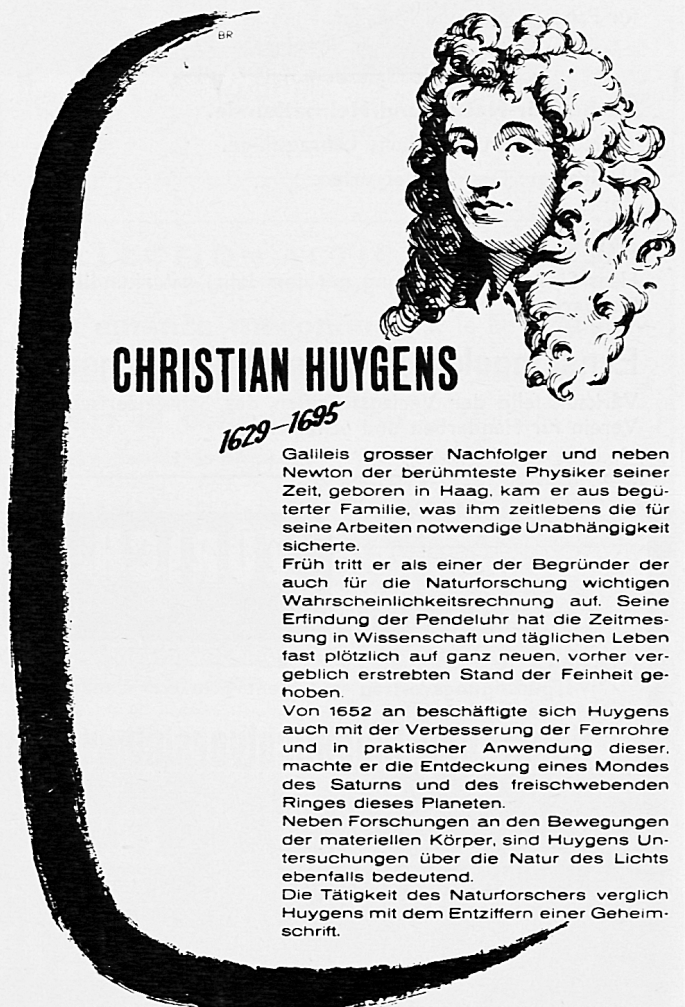 BR
CHRISTIAN HUYGENS
1629-1695
Galileis grosser Nachfolger und neben
Newton der berühmteste Physiker seiner
Zeit, geboren in Haag, kam er aus begü-
terter Familie, was ihm zeitlebens die für
seine Arbeiten notwendige Unabhängigkeit
sicherte.
Früh tritt er als einer der Begründer der
auch für die Naturforschung wichtigen
Wahrscheinlichkeitsrechnung auf. Seine
Erfindung der Pendeluhr hat die Zeitmes-
sung in Wissenschaft und täglichen Leben
fast plötzlich auf ganz neuen, vorher ver-
geblich erstrebten Stand der Feinheit ge-
hoben.
Von 1652 an beschäftigte sich Huygens
auch mit der Verbesserung der Fernrohre
und in praktischer Anwendung dieser,
machte er die Entdeckung eines Mondes
des Saturns und des freischwebenden
Ringes dieses Planeten.
Neben Forschungen an den Bewegungen
der materiellen Körper, sind Huygens Un-
tersuchungen über die Natur des Lichts
ebenfalls bedeutend.
Die Tätigkeit des Naturforschers verglich
Huygens mit dem Entziffern einer Geheim-
schrift.